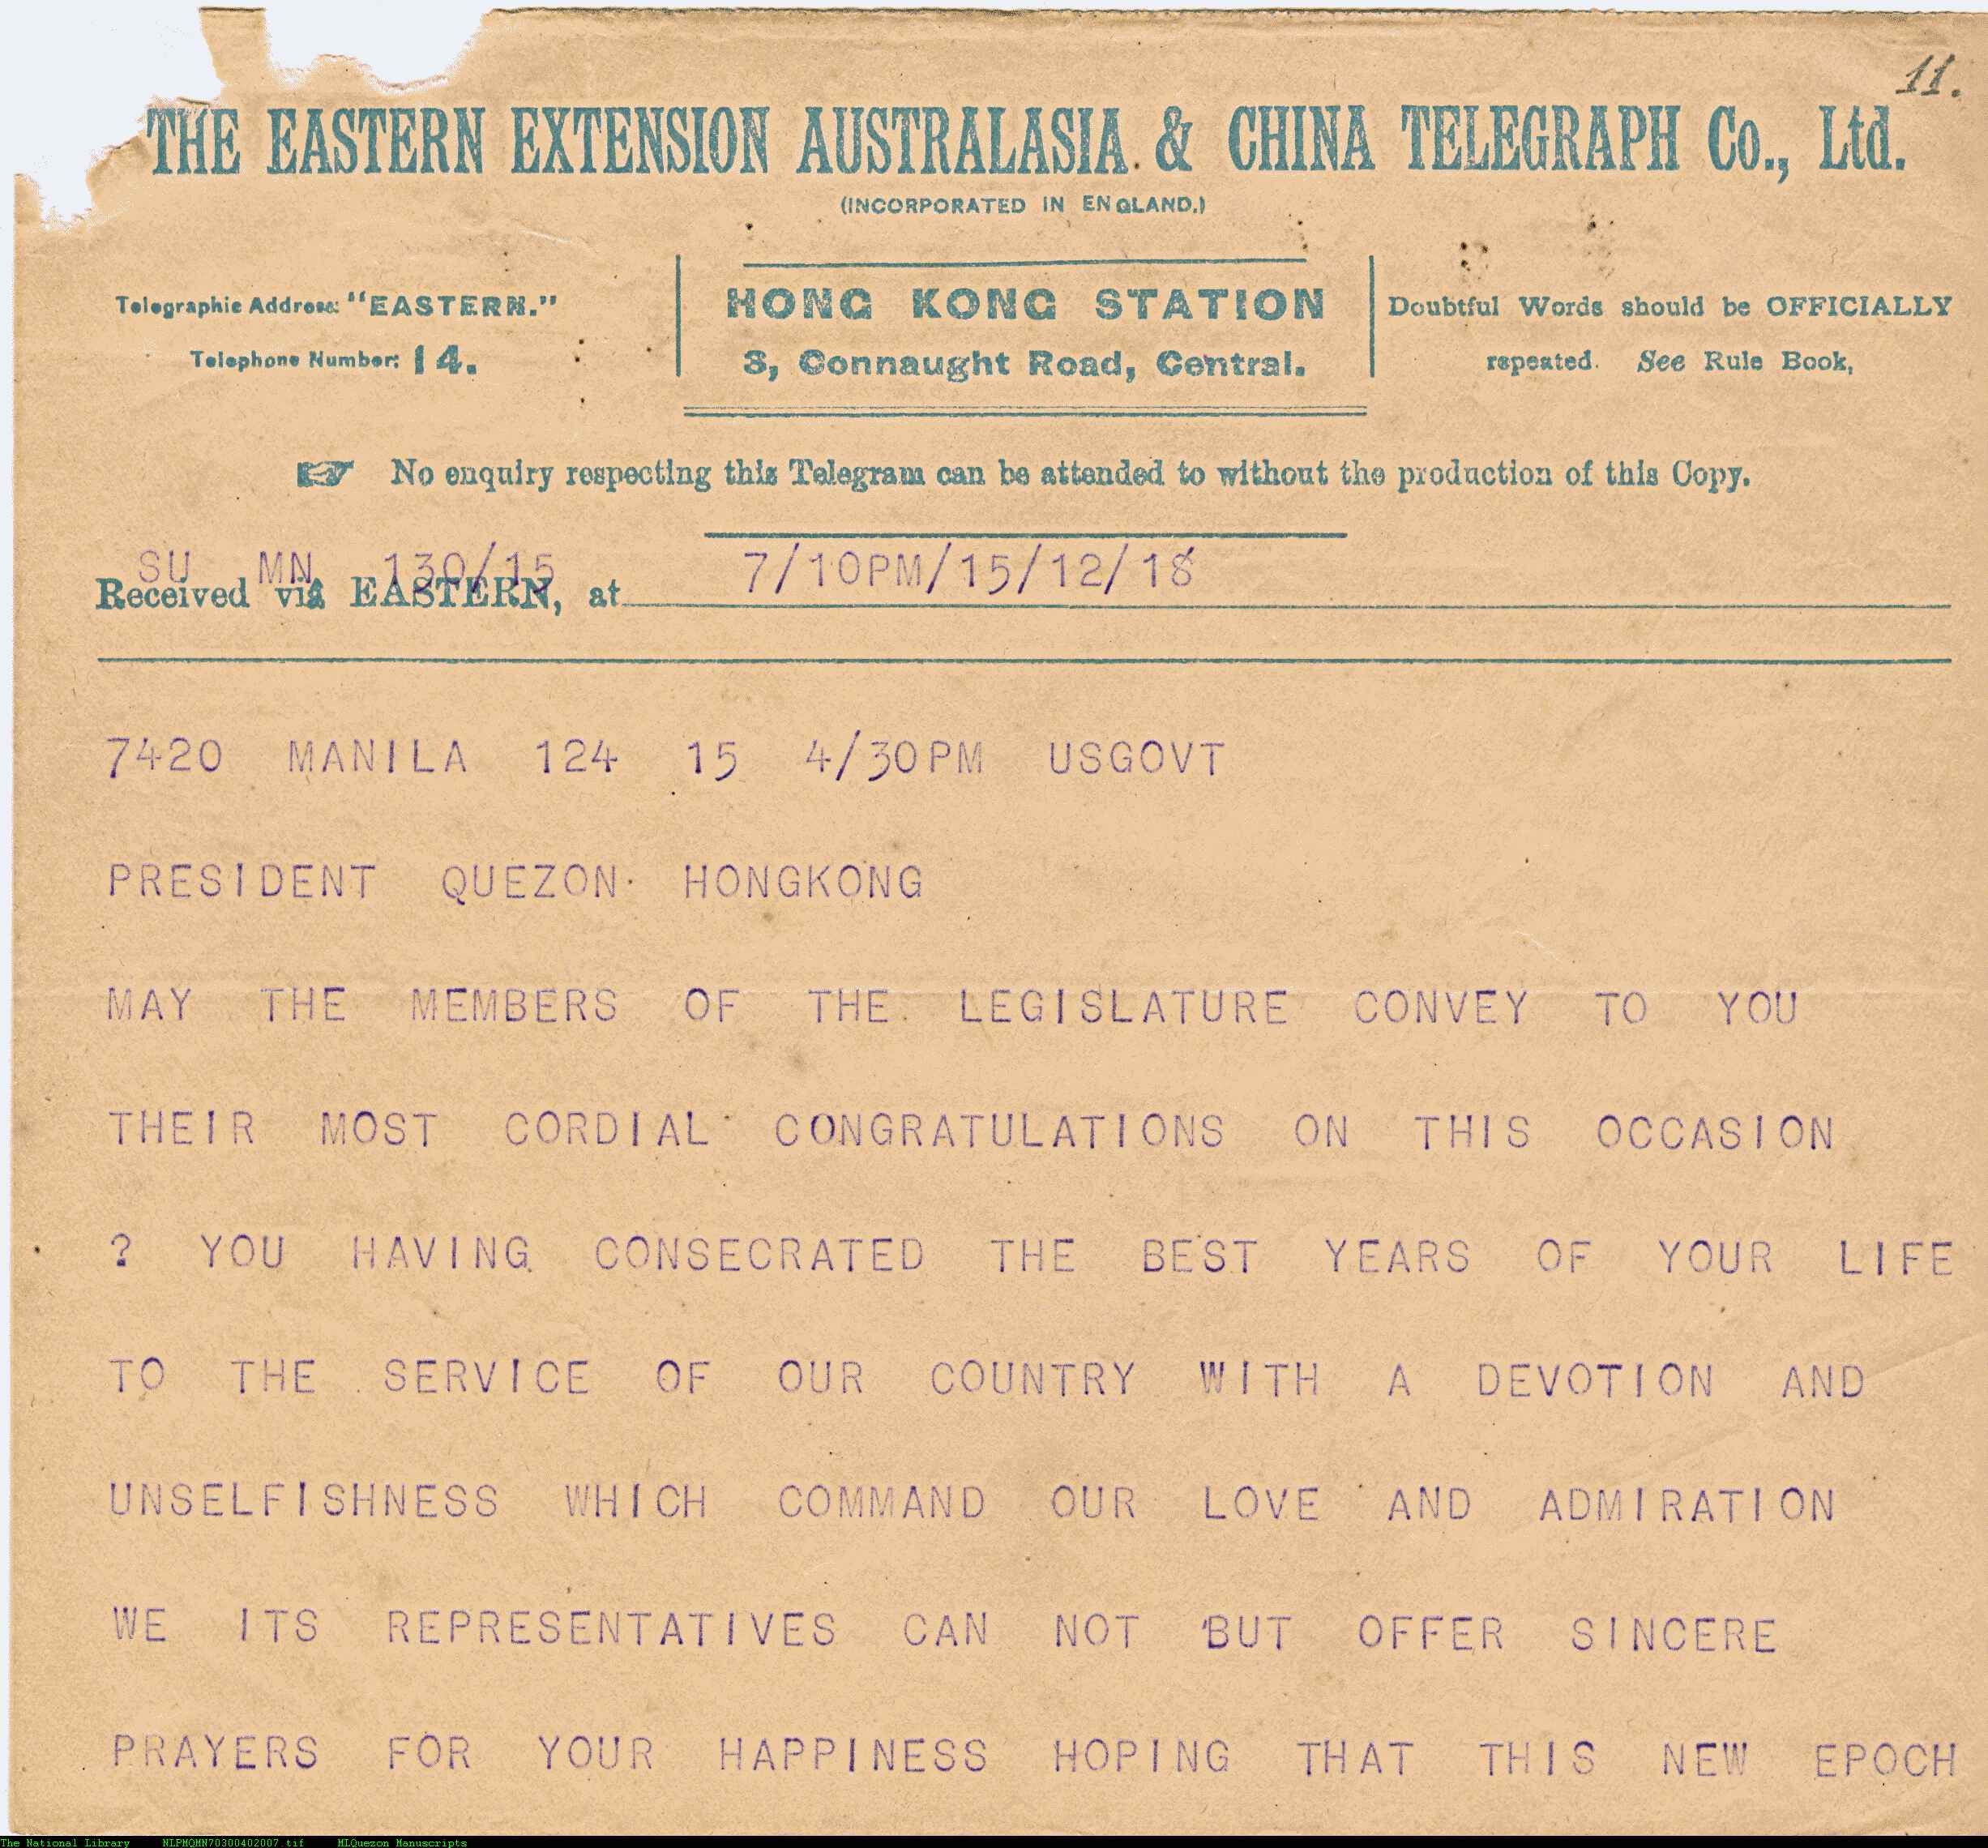 11.
THE EASTERN EXTENSION AUSTRALASIA & CHINA TELEGRAPH Co., Ltd.
(INCORPORATED IN ENGLAND.)
Telegraphic Address: "EASTERN."
Telephone Number: 14.
HONG KONG STATION
3, Connaught Road, Central.
Doubtful Words should be OFFICIALLY
repeated. See Rule Book,
☞ No enquiry respecting this Telegram can be attended to without the production of this Copy.
SU MN 130/15 7/10PM/15/12/18
Received viâ EASTERN, at
7420 MANILA 124 15 4/30PM USGOVT
PRESIDENT QUEZON HONGKONG
MAY THE MEMBERS OF THE LEGISLATURE CONVEY TO YOU
THEIR MOST CORDIAL CONGRATULATIONS ON THIS OCCASION
? YOU HAVING CONSECRATED THE BEST YEARS OF YOUR LIFE
TO THE SERVICE OF OUR COUNTRY WITH A DEVOTION AND
UNSELFISHNESS WHICH COMMAND OUR LOVE AND ADMIRATION
WE ITS REPRESENTATIVES CAN NOT BUT OFFER SINCERE
PRAYERS FOR YOUR HAPPINESS HOPING THAT THIS NEW EPOCH
The National Library NLPMQMN70300402007.tif MLQuezon Manuscripts